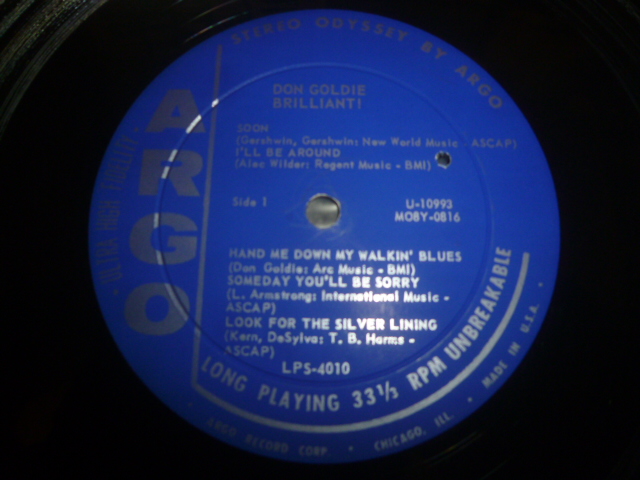 STEREO ODYSSEY BY ARGO
ULTRA HIGH FIDELITY
ARGO
DON GOLDIE
BRILLIANT!
SOON
(Gershwin, Gershwin: New World Music - ASCAP)
I'LL BE AROUND
(Alec Wilder: Regent Music - BMI)
Side 1
U-10993
MOBY-0816
HAND ME DOWN MY WALKIN' BLUES
(Don Goldie: Arc Music - BMI)
SOMEDAY YOU'LL BE SORRY
(L. Armstrong: International Music -
ASCAP)
LOOK FOR THE SILVER LINING
(Kern, DeSylva: T. B. Harms -
ASCAP)
LPS-4010
LONG PLAYING 33⅓ RPM UNBREAKABLE
ARGO RECORD CORP. • CHICAGO, ILL. • MADE IN U.S.A.